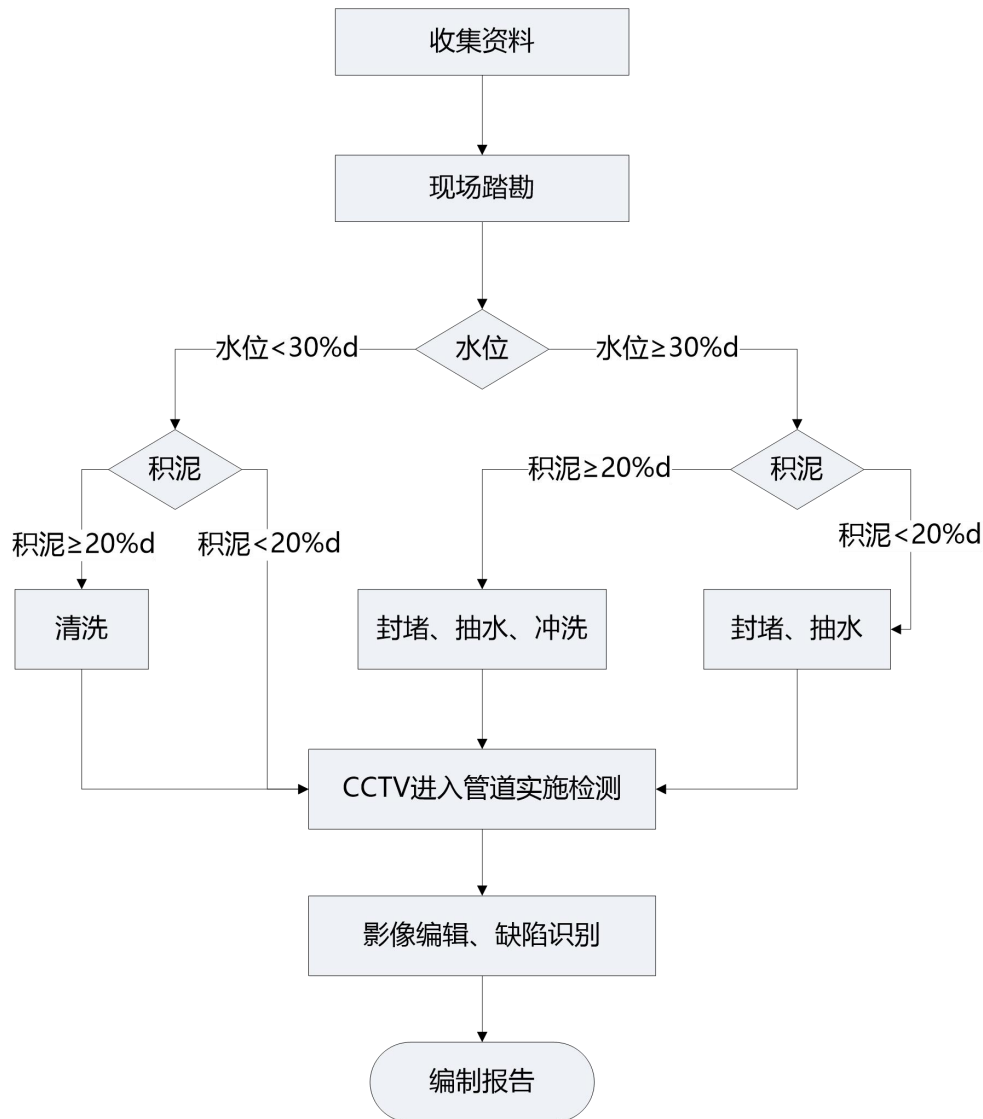 收集资料
现场踏勘
水位<30%d
水位
水位≥30%d
积泥
积泥≥20%d
积泥
积泥≥20%d
积泥<20%d
积泥<20%d
清洗
封堵、抽水、冲洗
封堵、抽水
CCTV进入管道实施检测
影像编辑、缺陷识别
编制报告